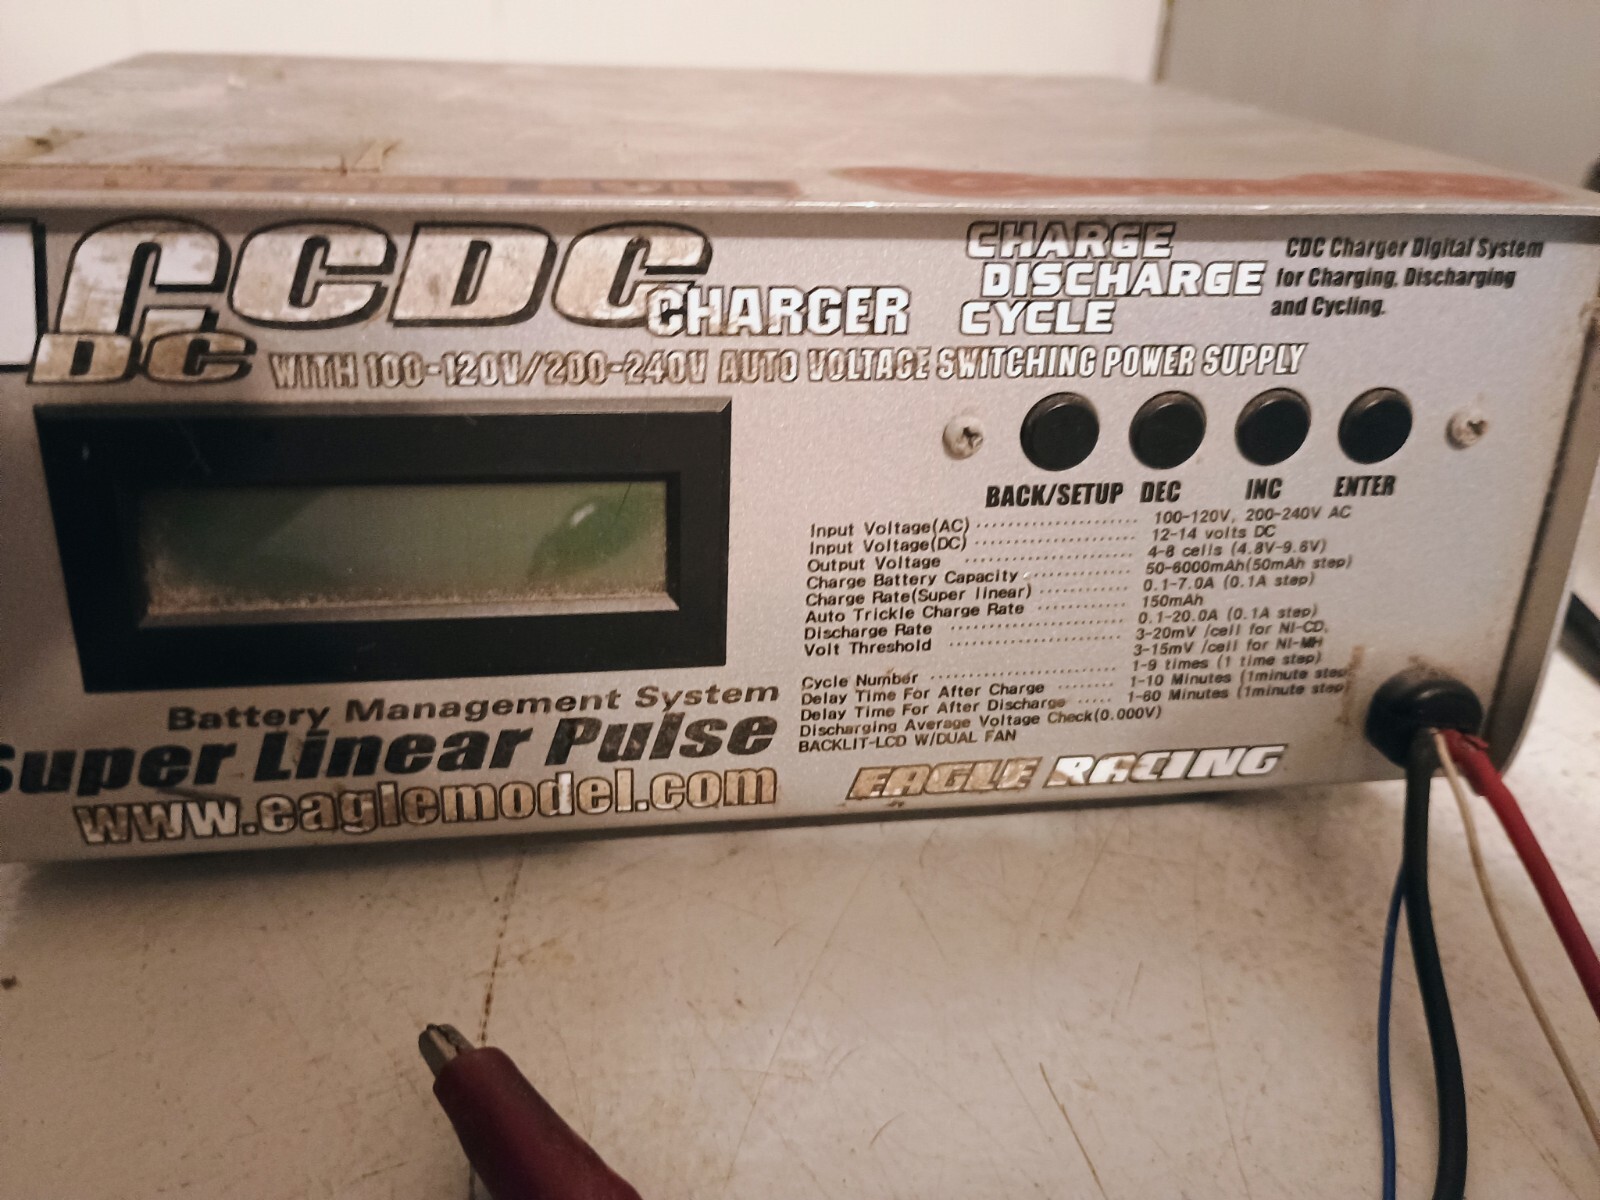 CCDC
CHARGER
DC
WITH 100-120V/200-240V AUTO VOLTAGE SWITCHING POWER SUPPLY
CHARGE
DISCHARGE
CYCLE
CDC Charger Digital System
for Charging, Discharging
and Cycling.
BACK/SETUP DEC INC ENTER
Input Voltage(AC) 100-120V, 200-240V AC
Input Voltage(DC) 12-14 volts DC
Output Voltage 4-8 cells (4.8V-9.6V)
Charge Battery Capacity 50-6000mAh(50mAh step)
Charge Rate(Super linear) 0.1-7.0A (0.1A step)
Auto Trickle Charge Rate 150mAh
Discharge Rate 0.1-20.0A (0.1A step)
Volt Threshold 3-20mV /cell for NI-CD,
3-15mV /cell for NI-MH
Cycle Number 1-9 times (1 time step)
Delay Time For After Charge 1-10 Minutes (1minute step)
Delay Time For After Discharge 1-60 Minutes (1minute step)
Discharging Average Voltage Check(0.000V)
BACKLIT-LCD W/DUAL FAN
Battery Management System
Super Linear Pulse
www.eaglemodel.com
EAGLE RACING